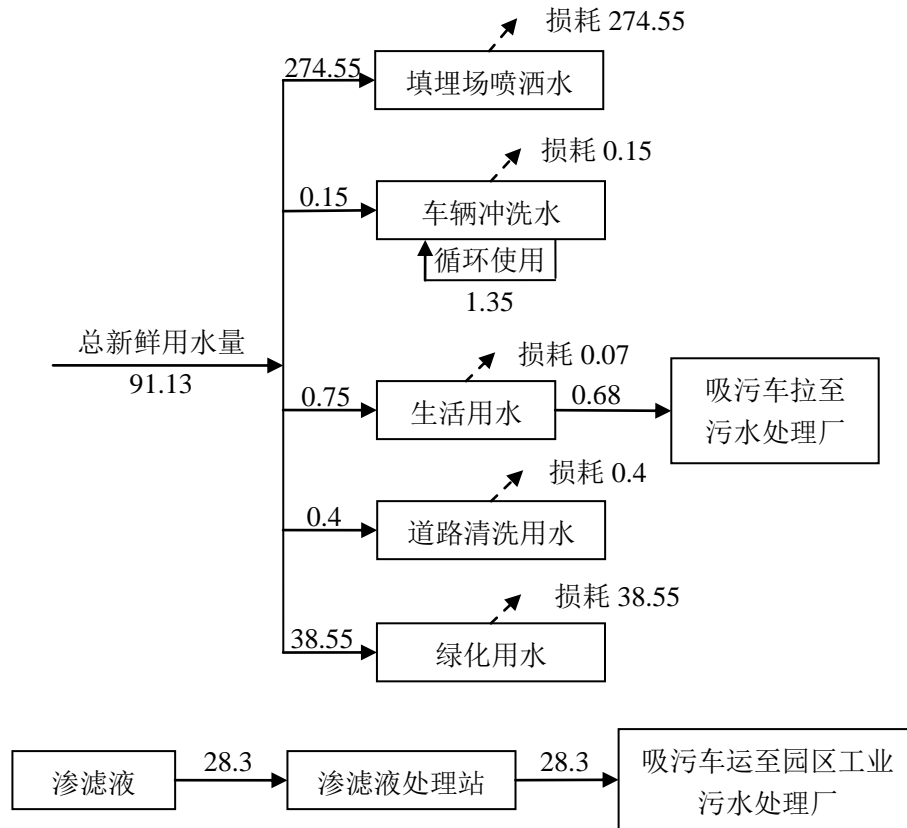 损耗 274.55
274.55
填埋场喷洒水
损耗 0.15
0.15
车辆冲洗水
循环使用
1.35
总新鲜用水量
91.13
损耗 0.07
0.75
生活用水
0.68
吸污车拉至
污水处理厂
损耗 0.4
0.4
道路清洗用水
损耗 38.55
38.55
绿化用水
渗滤液
28.3
渗滤液处理站
28.3
吸污车运至园区工业
污水处理厂